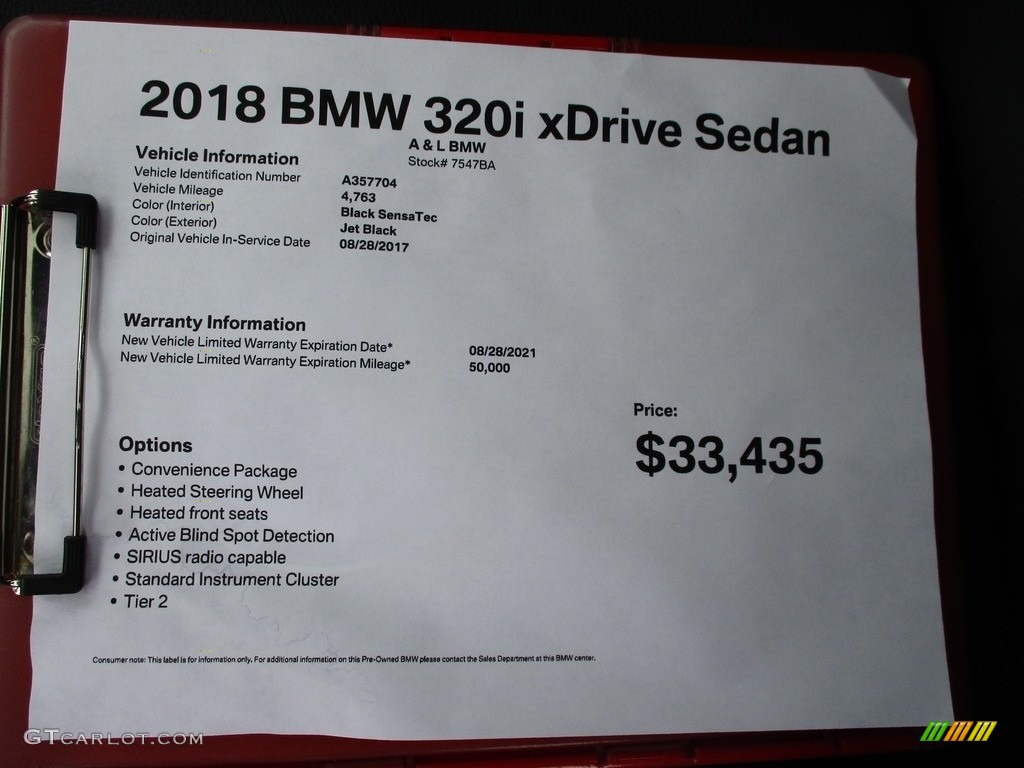 2018 BMW 320i xDrive Sedan
A & L BMW
Stock# 7547BA
Vehicle Information
Vehicle Identification Number A357704
Vehicle Mileage 4,763
Color (Interior) Black SensaTec
Color (Exterior) Jet Black
Original Vehicle In-Service Date 08/28/2017
Warranty Information
New Vehicle Limited Warranty Expiration Date* 08/28/2021
New Vehicle Limited Warranty Expiration Mileage* 50,000
Price:
$33,435
Options
• Convenience Package
• Heated Steering Wheel
• Heated front seats
• Active Blind Spot Detection
• SIRIUS radio capable
• Standard Instrument Cluster
• Tier 2
Consumer note: This label is for information only. For additional information on this Pre-Owned BMW please contact the Sales Department at this BMW center.
GTCARLOT.COM